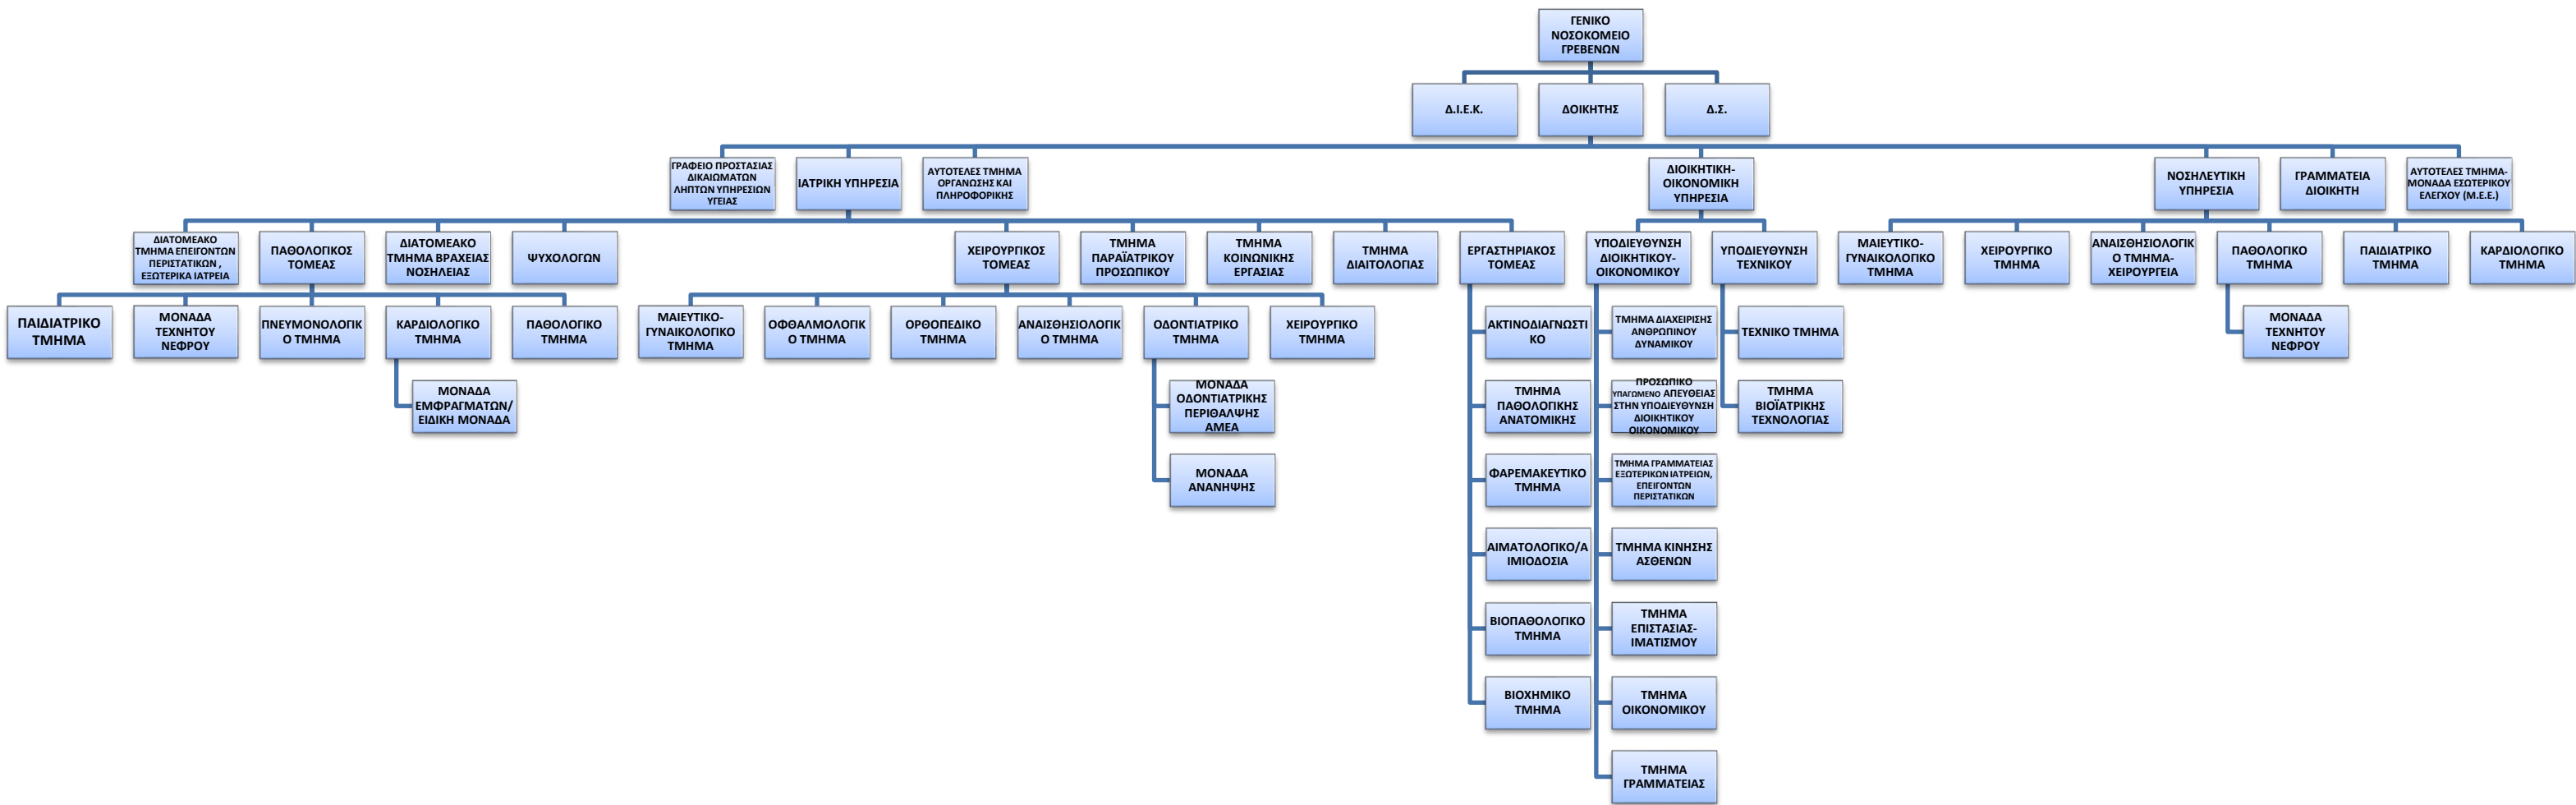 ΓΕΝΙΚΟ
ΝΟΣΟΚΟΜΕΙΟ
ΓΡΕΒΕΝΩΝ
Δ.Ι.Ε.Κ.
ΔΟΙΚΗΤΗΣ
Δ.Σ.
ΓΡΑΦΕΙΟ ΠΡΟΣΤΑΣΙΑΣ
ΔΙΚΑΙΩΜΑΤΩΝ
ΛΗΠΤΩΝ ΥΠΗΡΕΣΙΩΝ
ΥΓΕΙΑΣ
ΙΑΤΡΙΚΗ ΥΠΗΡΕΣΙΑ
ΑΥΤΟΤΕΛΕΣ ΤΜΗΜΑ
ΟΡΓΑΝΩΣΗΣ ΚΑΙ
ΠΛΗΡΟΦΟΡΙΚΗΣ
ΔΙΟΙΚΗΤΙΚΗ-
ΟΙΚΟΝΟΜΙΚΗ
ΥΠΗΡΕΣΙΑ
ΝΟΣΗΛΕΥΤΙΚΗ
ΥΠΗΡΕΣΙΑ
ΓΡΑΜΜΑΤΕΙΑ
ΔΙΟΙΚΗΤΗ
ΑΥΤΟΤΕΛΕΣ ΤΜΗΜΑ-
ΜΟΝΑΔΑ ΕΣΩΤΕΡΙΚΟΥ
ΕΛΕΓΧΟΥ (Μ.Ε.Ε.)
ΔΙΑΤΟΜΕΑΚΟ
ΤΜΗΜΑ ΕΠΕΙΓΟΝΤΩΝ
ΠΕΡΙΣΤΑΤΙΚΩΝ ,
ΕΞΩΤΕΡΙΚΑ ΙΑΤΡΕΙΑ
ΠΑΘΟΛΟΓΙΚΟΣ
ΤΟΜΕΑΣ
ΔΙΑΤΟΜΕΑΚΟ
ΤΜΗΜΑ ΒΡΑΧΕΙΑΣ
ΝΟΣΗΛΕΙΑΣ
ΨΥΧΟΛΟΓΩΝ
ΧΕΙΡΟΥΡΓΙΚΟΣ
ΤΟΜΕΑΣ
ΤΜΗΜΑ
ΠΑΡΑΪΑΤΡΙΚΟΥ
ΠΡΟΣΩΠΙΚΟΥ
ΤΜΗΜΑ
ΚΟΙΝΩΝΙΚΗΣ
ΕΡΓΑΣΙΑΣ
ΤΜΗΜΑ
ΔΙΑΙΤΟΛΟΓΙΑΣ
ΕΡΓΑΣΤΗΡΙΑΚΟΣ
ΤΟΜΕΑΣ
ΥΠΟΔΙΕΥΘΥΝΣΗ
ΔΙΟΙΚΗΤΙΚΟΥ-
ΟΙΚΟΝΟΜΙΚΟΥ
ΥΠΟΔΙΕΥΘΥΝΣΗ
ΤΕΧΝΙΚΟΥ
ΜΑΙΕΥΤΙΚΟ-
ΓΥΝΑΙΚΟΛΟΓΙΚΟ
ΤΜΗΜΑ
ΧΕΙΡΟΥΡΓΙΚΟ
ΤΜΗΜΑ
ΑΝΑΙΣΘΗΣΙΟΛΟΓΙΚ
Ο ΤΜΗΜΑ-
ΧΕΙΡΟΥΡΓΕΙΑ
ΠΑΘΟΛΟΓΙΚΟ
ΤΜΗΜΑ
ΠΑΙΔΙΑΤΡΙΚΟ
ΤΜΗΜΑ
ΚΑΡΔΙΟΛΟΓΙΚΟ
ΤΜΗΜΑ
ΠΑΙΔΙΑΤΡΙΚΟ
ΤΜΗΜΑ
ΜΟΝΑΔΑ
ΤΕΧΝΗΤΟΥ
ΝΕΦΡΟΥ
ΠΝΕΥΜΟΝΟΛΟΓΙΚ
Ο ΤΜΗΜΑ
ΚΑΡΔΙΟΛΟΓΙΚΟ
ΤΜΗΜΑ
ΠΑΘΟΛΟΓΙΚΟ
ΤΜΗΜΑ
ΜΑΙΕΥΤΙΚΟ-
ΓΥΝΑΙΚΟΛΟΓΙΚΟ
ΤΜΗΜΑ
ΟΦΘΑΛΜΟΛΟΓΙΚ
Ο ΤΜΗΜΑ
ΟΡΘΟΠΕΔΙΚΟ
ΤΜΗΜΑ
ΑΝΑΙΣΘΗΣΙΟΛΟΓΙΚ
Ο ΤΜΗΜΑ
ΟΔΟΝΤΙΑΤΡΙΚΟ
ΤΜΗΜΑ
ΧΕΙΡΟΥΡΓΙΚΟ
ΤΜΗΜΑ
ΑΚΤΙΝΟΔΙΑΓΝΩΣΤΙ
ΚΟ
ΤΜΗΜΑ ΔΙΑΧΕΙΡΙΣΗΣ
ΑΝΘΡΩΠΙΝΟΥ
ΔΥΝΑΜΙΚΟΥ
ΤΕΧΝΙΚΟ ΤΜΗΜΑ
ΜΟΝΑΔΑ
ΤΕΧΝΗΤΟΥ
ΝΕΦΡΟΥ
ΜΟΝΑΔΑ
ΕΜΦΡΑΓΜΑΤΩΝ/
ΕΙΔΙΚΗ ΜΟΝΑΔΑ
ΜΟΝΑΔΑ
ΟΔΟΝΤΙΑΤΡΙΚΗΣ
ΠΕΡΙΘΑΛΨΗΣ
ΑΜΕΑ
ΤΜΗΜΑ
ΠΑΘΟΛΟΓΙΚΗΣ
ΑΝΑΤΟΜΙΚΗΣ
ΠΡΟΣΩΠΙΚΟ
ΥΠΑΓΩΜΕΝΟ ΑΠΕΥΘΕΙΑΣ
ΣΤΗΝ ΥΠΟΔΙΕΥΘΥΝΣΗ
ΔΙΟΙΚΗΤΙΚΟΥ
ΟΙΚΟΝΟΜΙΚΟΥ
ΤΜΗΜΑ
ΒΙΟΪΑΤΡΙΚΗΣ
ΤΕΧΝΟΛΟΓΙΑΣ
ΜΟΝΑΔΑ
ΑΝΑΝΗΨΗΣ
ΦΑΡΕΜΑΚΕΥΤΙΚΟ
ΤΜΗΜΑ
ΤΜΗΜΑ ΓΡΑΜΜΑΤΕΙΑΣ
ΕΞΩΤΕΡΙΚΩΝ ΙΑΤΡΕΙΩΝ,
ΕΠΕΙΓΟΝΤΩΝ
ΠΕΡΙΣΤΑΤΙΚΩΝ
ΑΙΜΑΤΟΛΟΓΙΚΟ/Α
ΙΜΙΟΔΟΣΙΑ
ΤΜΗΜΑ ΚΙΝΗΣΗΣ
ΑΣΘΕΝΩΝ
ΒΙΟΠΑΘΟΛΟΓΙΚΟ
ΤΜΗΜΑ
ΤΜΗΜΑ
ΕΠΙΣΤΑΣΙΑΣ-
ΙΜΑΤΙΣΜΟΥ
ΒΙΟΧΗΜΙΚΟ
ΤΜΗΜΑ
ΤΜΗΜΑ
ΟΙΚΟΝΟΜΙΚΟΥ
ΤΜΗΜΑ
ΓΡΑΜΜΑΤΕΙΑΣ